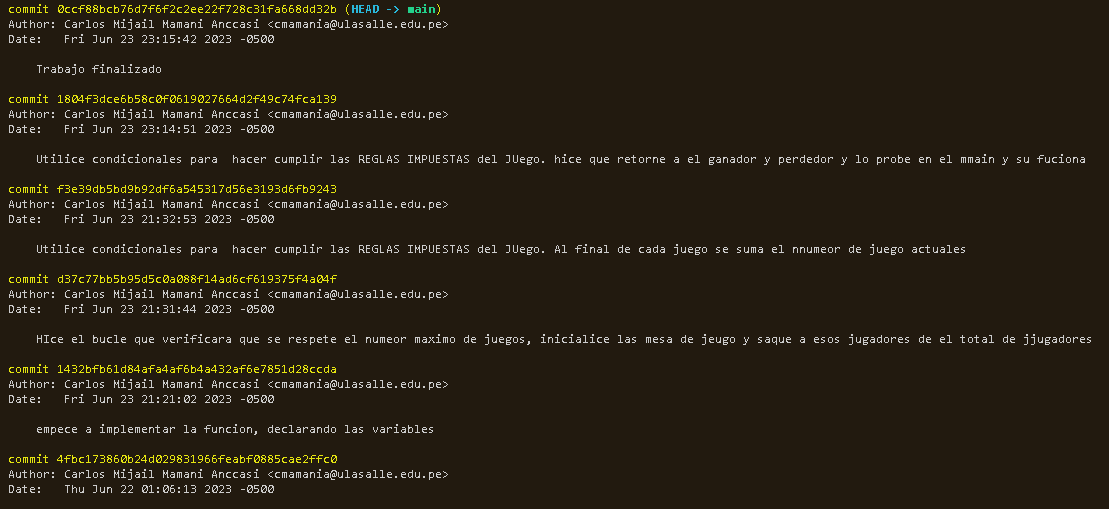 commit 0ccf88bcb76d7f6f2c2ee22f728c31fa668dd32b (HEAD -> main)
Author: Carlos Mijail Mamani Anccasi <cmamania@ulasalle.edu.pe>
Date:   Fri Jun 23 23:15:42 2023 -0500
Trabajo finalizado
commit 1804f3dce6b58c0f0619027664d2f49c74fca139
Author: Carlos Mijail Mamani Anccasi <cmamania@ulasalle.edu.pe>
Date:   Fri Jun 23 23:14:51 2023 -0500
Utilice condicionales para  hacer cumplir las REGLAS IMPUESTAS del JUego. hice que retorne a el ganador y perdedor y lo probe en el mmain y su fuciona
commit f3e39db5bd9b92df6a545317d56e3193d6fb9243
Author: Carlos Mijail Mamani Anccasi <cmamania@ulasalle.edu.pe>
Date:   Fri Jun 23 21:32:53 2023 -0500
Utilice condicionales para  hacer cumplir las REGLAS IMPUESTAS del JUego. Al final de cada juego se suma el nnumeor de juego actuales
commit d37c77bb5b95d5c0a088f14ad6cf619375f4a04f
Author: Carlos Mijail Mamani Anccasi <cmamania@ulasalle.edu.pe>
Date:   Fri Jun 23 21:31:44 2023 -0500
HIce el bucle que verificara que se respete el numeor maximo de juegos, inicialice las mesa de jeugo y saque a esos jugadores de el total de jjugadores
commit 1432bfb61d84afa4af6b4a432af6e7851d28ccda
Author: Carlos Mijail Mamani Anccasi <cmamania@ulasalle.edu.pe>
Date:   Fri Jun 23 21:21:02 2023 -0500
empece a implementar la funcion, declarando las variables
commit 4fbc173860b24d029831966feabf0885cae2ffc0
Author: Carlos Mijail Mamani Anccasi <cmamania@ulasalle.edu.pe>
Date:   Thu Jun 22 01:06:13 2023 -0500